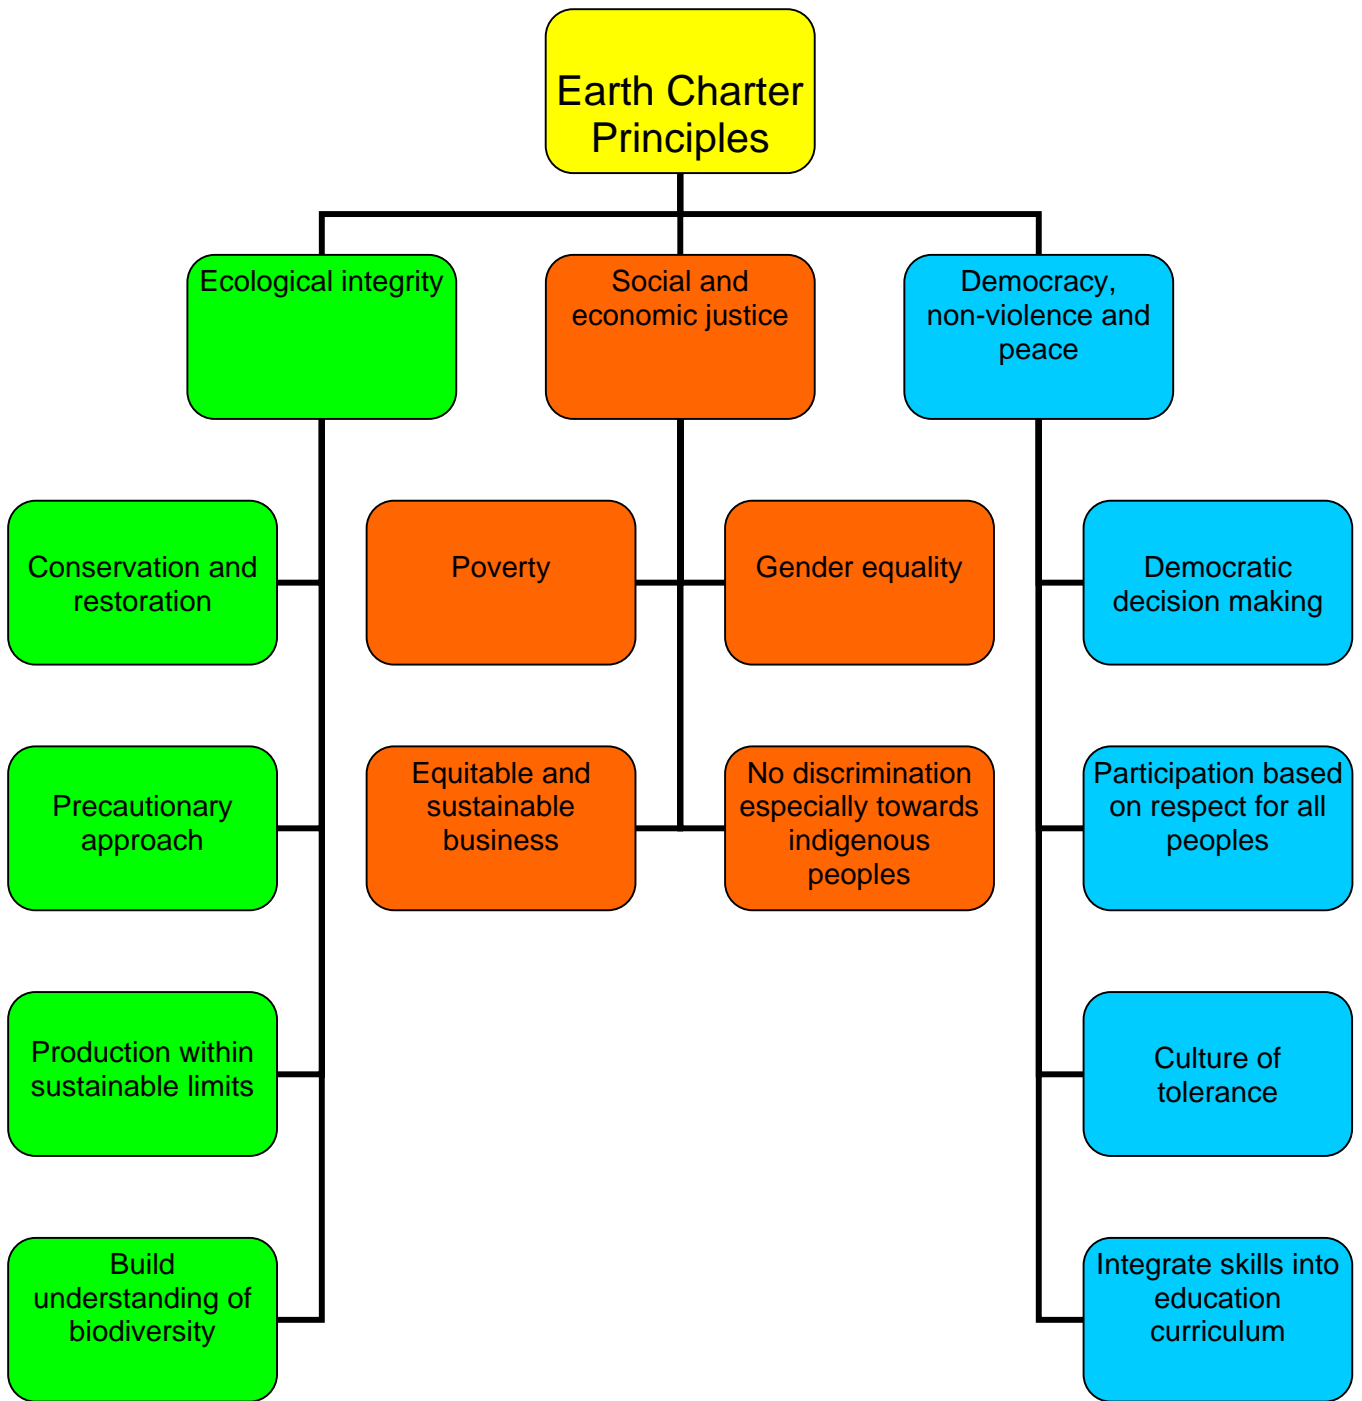 Earth Charter
Principles
Ecological integrity
Social and
economic justice
Democracy,
non-violence and
peace
Conservation and
restoration
Poverty
Gender equality
Democratic
decision making
Precautionary
approach
Equitable and
sustainable
business
No discrimination
especially towards
indigenous
peoples
Participation based
on respect for all
peoples
Production within
sustainable limits
Culture of
tolerance
Build
understanding of
biodiversity
Integrate skills into
education
curriculum